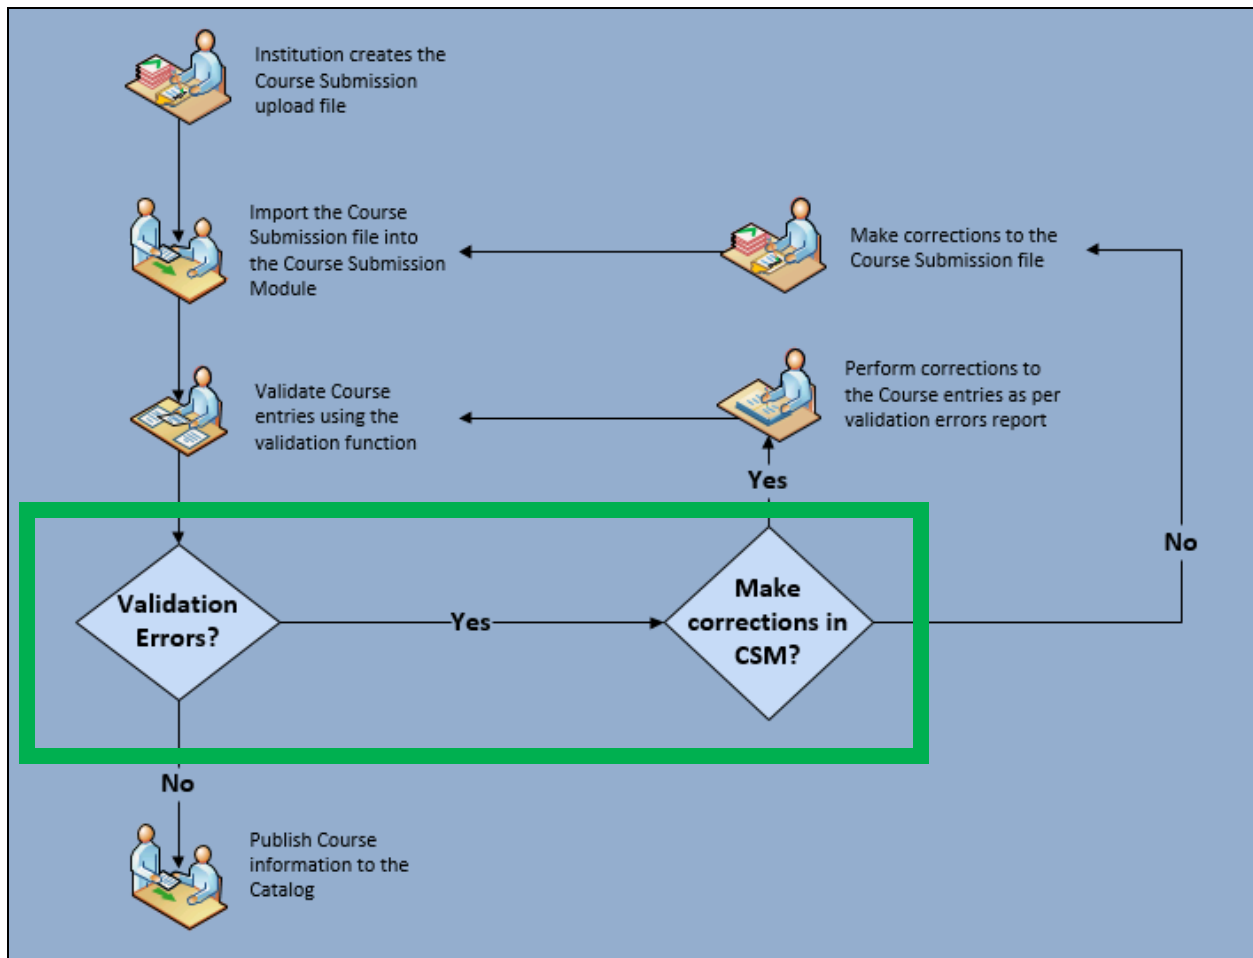 Institution creates the
Course Submission
upload file
Import the Course
Submission file into
the Course Submission
Module
Make corrections to the
Course Submission file
Validate Course
entries using the
validation function
Perform corrections to
the Course entries as per
validation errors report
Yes
No
Validation
Errors?
Yes
Make
corrections in
CSM?
No
Publish Course
information to the
Catalog